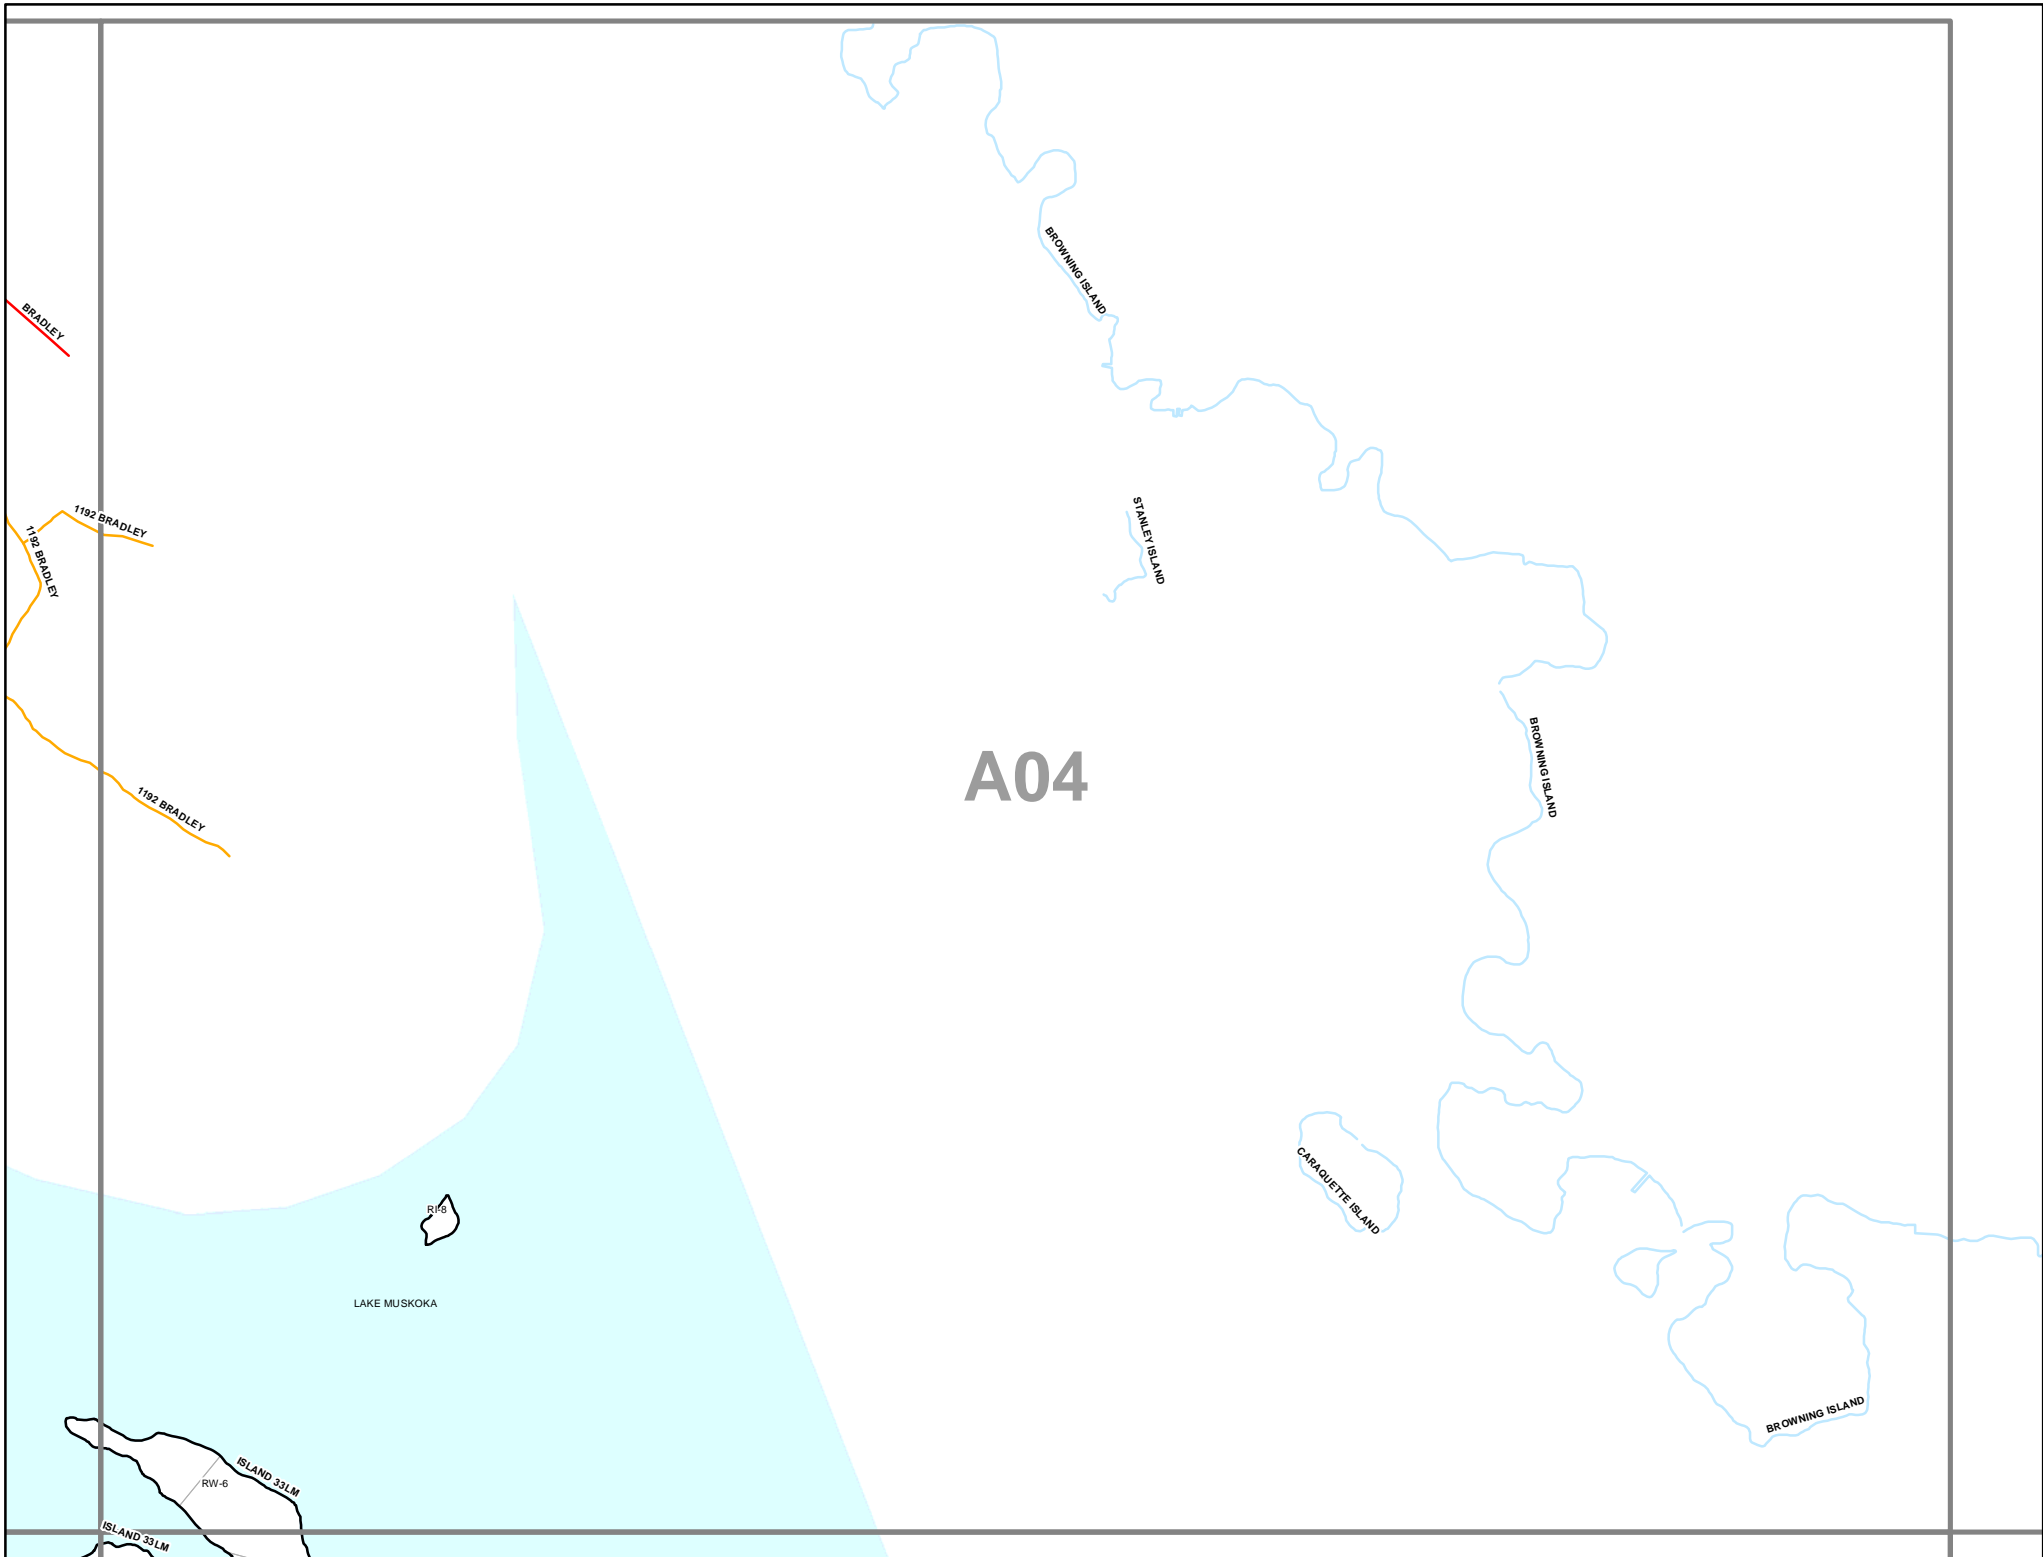 BROWNING ISLAND
BRADLEY
1192 BRADLEY
1192 BRADLEY
STANLEY ISLAND
BROWNING ISLAND
A04
1192 BRADLEY
CARAQUETTE ISLAND
RI-8
LAKE MUSKOKA
BROWNING ISLAND
ISLAND 33LM
RW-6
ISLAND 33LM